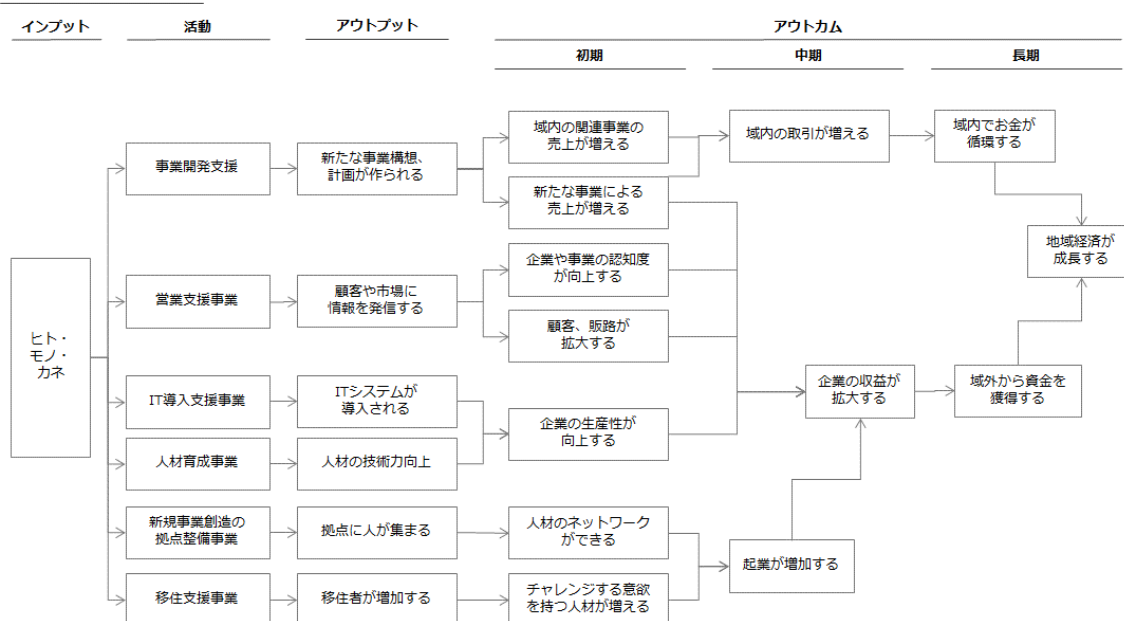 インプット
活動
アウトプット
アウトカム
初期
中期
長期
ヒト・
モノ・
カネ
事業開発支援
新たな事業構想、
計画が作られる
域内の関連事業の
売上が増える
域内の取引が増える
域内でお金が
循環する
新たな事業による
売上が増える
地域経済が
成長する
営業支援事業
顧客や市場に
情報を発信する
企業や事業の認知度
が向上する
顧客、販路が
拡大する
IT導入支援事業
ITシステムが
導入される
企業の生産性が
向上する
企業の収益が
拡大する
域外から資金を
獲得する
人材育成事業
人材の技術力向上
新規事業創造の
拠点整備事業
拠点に人が集まる
人材のネットワーク
ができる
起業が増加する
移住支援事業
移住者が増加する
チャレンジする意欲
を持つ人材が増える